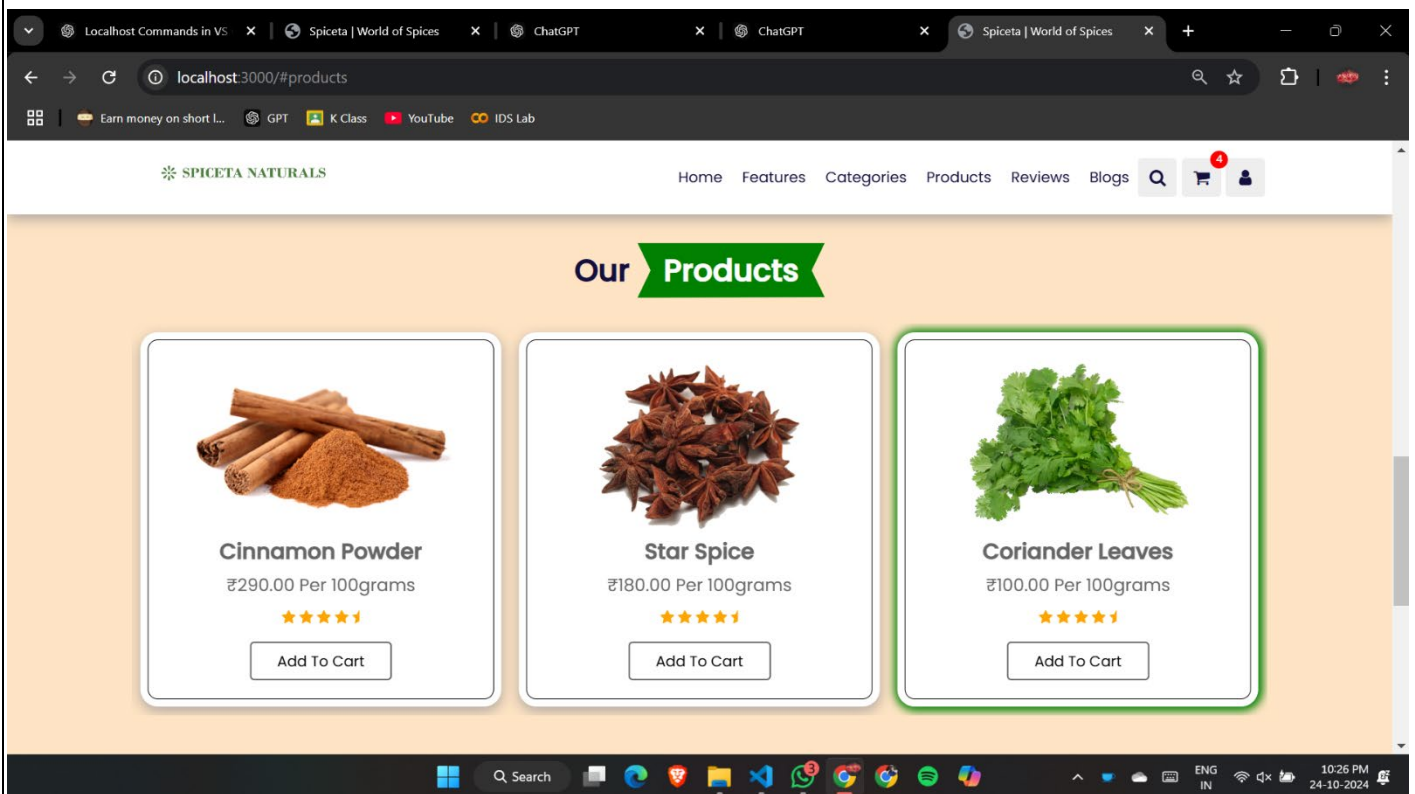 Localhost Commands in VS
Spiceta | World of Spices
ChatGPT
ChatGPT
Spiceta | World of Spices
localhost:3000/#products
Earn money on short l...
GPT
K Class
YouTube
IDS Lab
SPICETA NATURALS
Home Features Categories Products Reviews Blogs
4
Our Products
Cinnamon Powder
₹290.00 Per 100grams
Add To Cart
Star Spice
₹180.00 Per 100grams
Add To Cart
Coriander Leaves
₹100.00 Per 100grams
Add To Cart
Search
3
ENG
IN
10:26 PM
24-10-2024